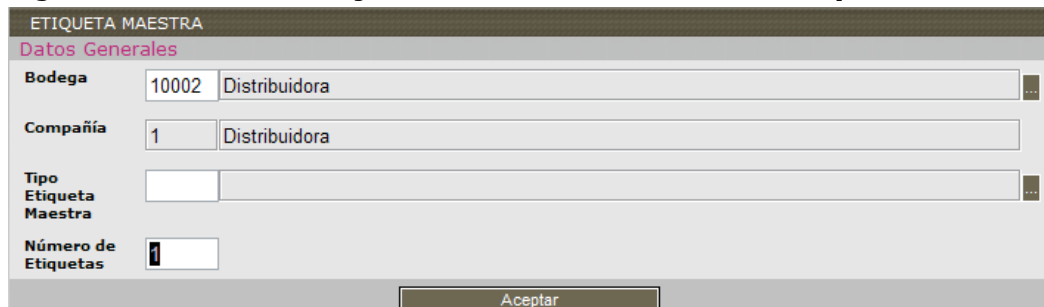 ETIQUETA MAESTRA
Datos Generales
Bodega 10002 Distribuidora ...
Compañía 1 Distribuidora
Tipo
Etiqueta
Maestra ...
Número de
Etiquetas 1
Aceptar